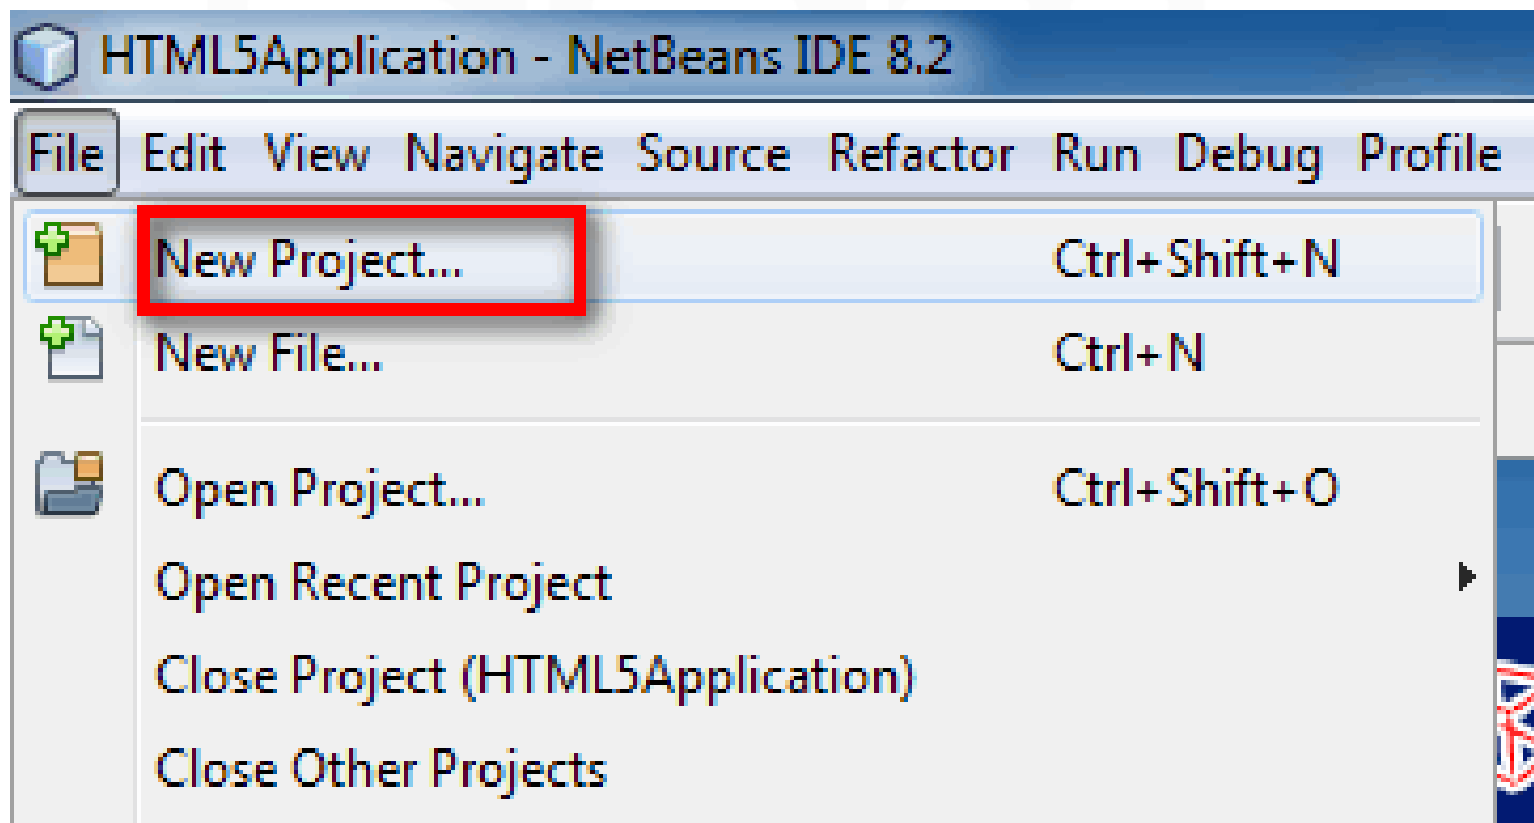 HTML5Application - NetBeans IDE 8.2
File Edit View Navigate Source Refactor Run Debug Profile
New Project... Ctrl+Shift+N
New File... Ctrl+N
Open Project... Ctrl+Shift+O
Open Recent Project
Close Project (HTML5Application)
Close Other Projects